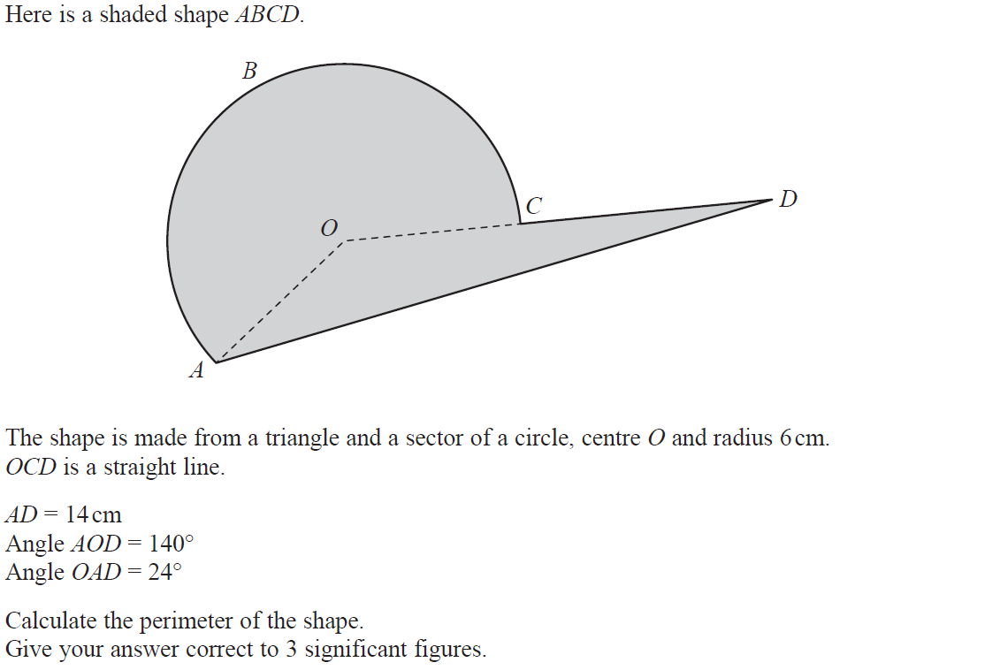 Here is a shaded shape ABCD.
B
C
D
O
A
The shape is made from a triangle and a sector of a circle, centre O and radius 6 cm.
OCD is a straight line.
AD = 14 cm
Angle AOD = 140°
Angle OAD = 24°
Calculate the perimeter of the shape.
Give your answer correct to 3 significant figures.